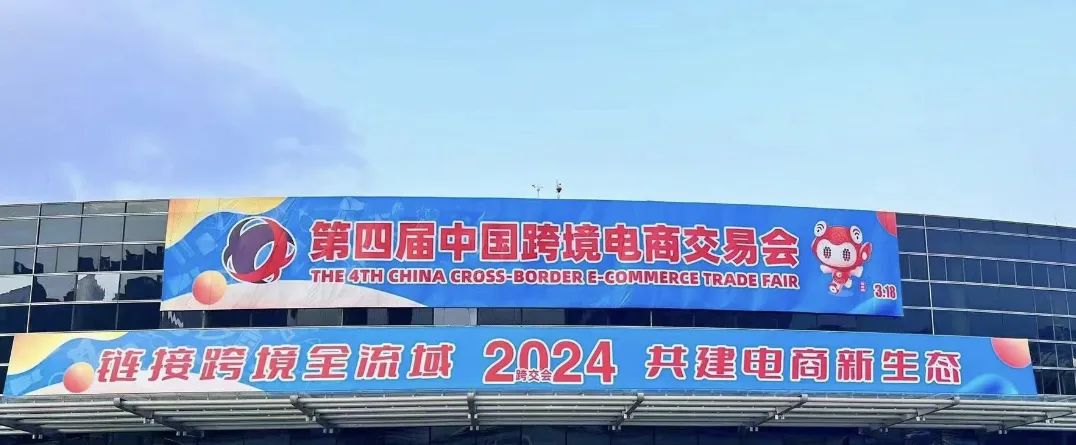 第四届中国跨境电商交易会
THE 4TH CHINA CROSS-BORDER E-COMMERCE TRADE FAIR
3.18
链接跨境全流域 2024 共建电商新生态
跨交会